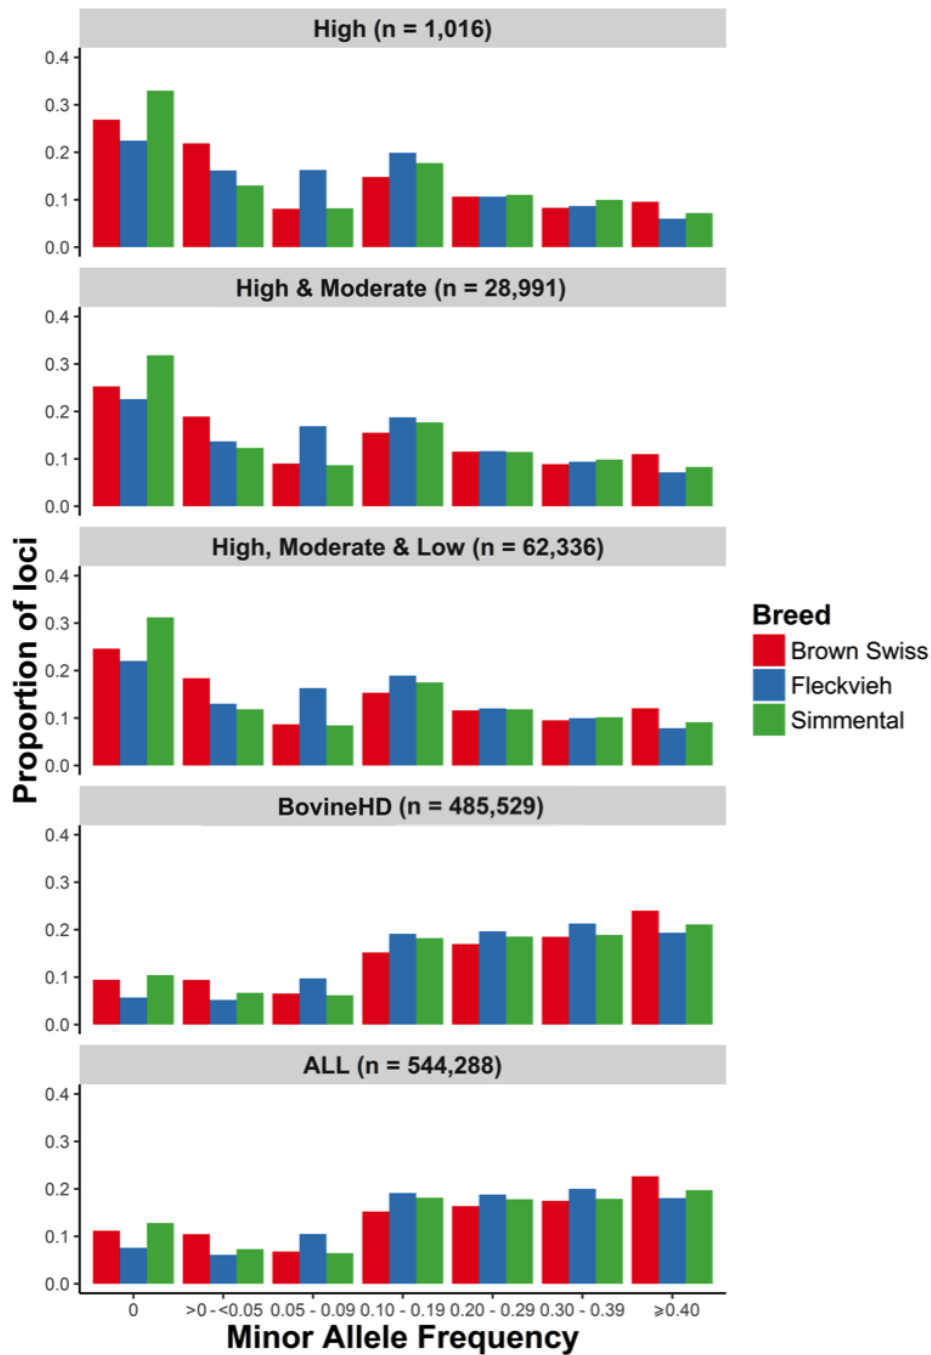 High (n = 1,016)
0.4
0.3
0.2
0.1
0.0
High & Moderate (n = 28,991)
0.4
0.3
0.2
0.1
0.0
High, Moderate & Low (n = 62,336)
0.4
0.3
0.2
0.1
0.0
BovineHD (n = 485,529)
0.4
0.3
0.2
0.1
0.0
ALL (n = 544,288)
0.4
0.3
0.2
0.1
0.0
0 >0 - <0.05 0.05 - 0.09 0.10 - 0.19 0.20 - 0.29 0.30 - 0.39 ⩾0.40
Minor Allele Frequency
Proportion of loci
Breed
Brown Swiss
Fleckvieh
Simmental